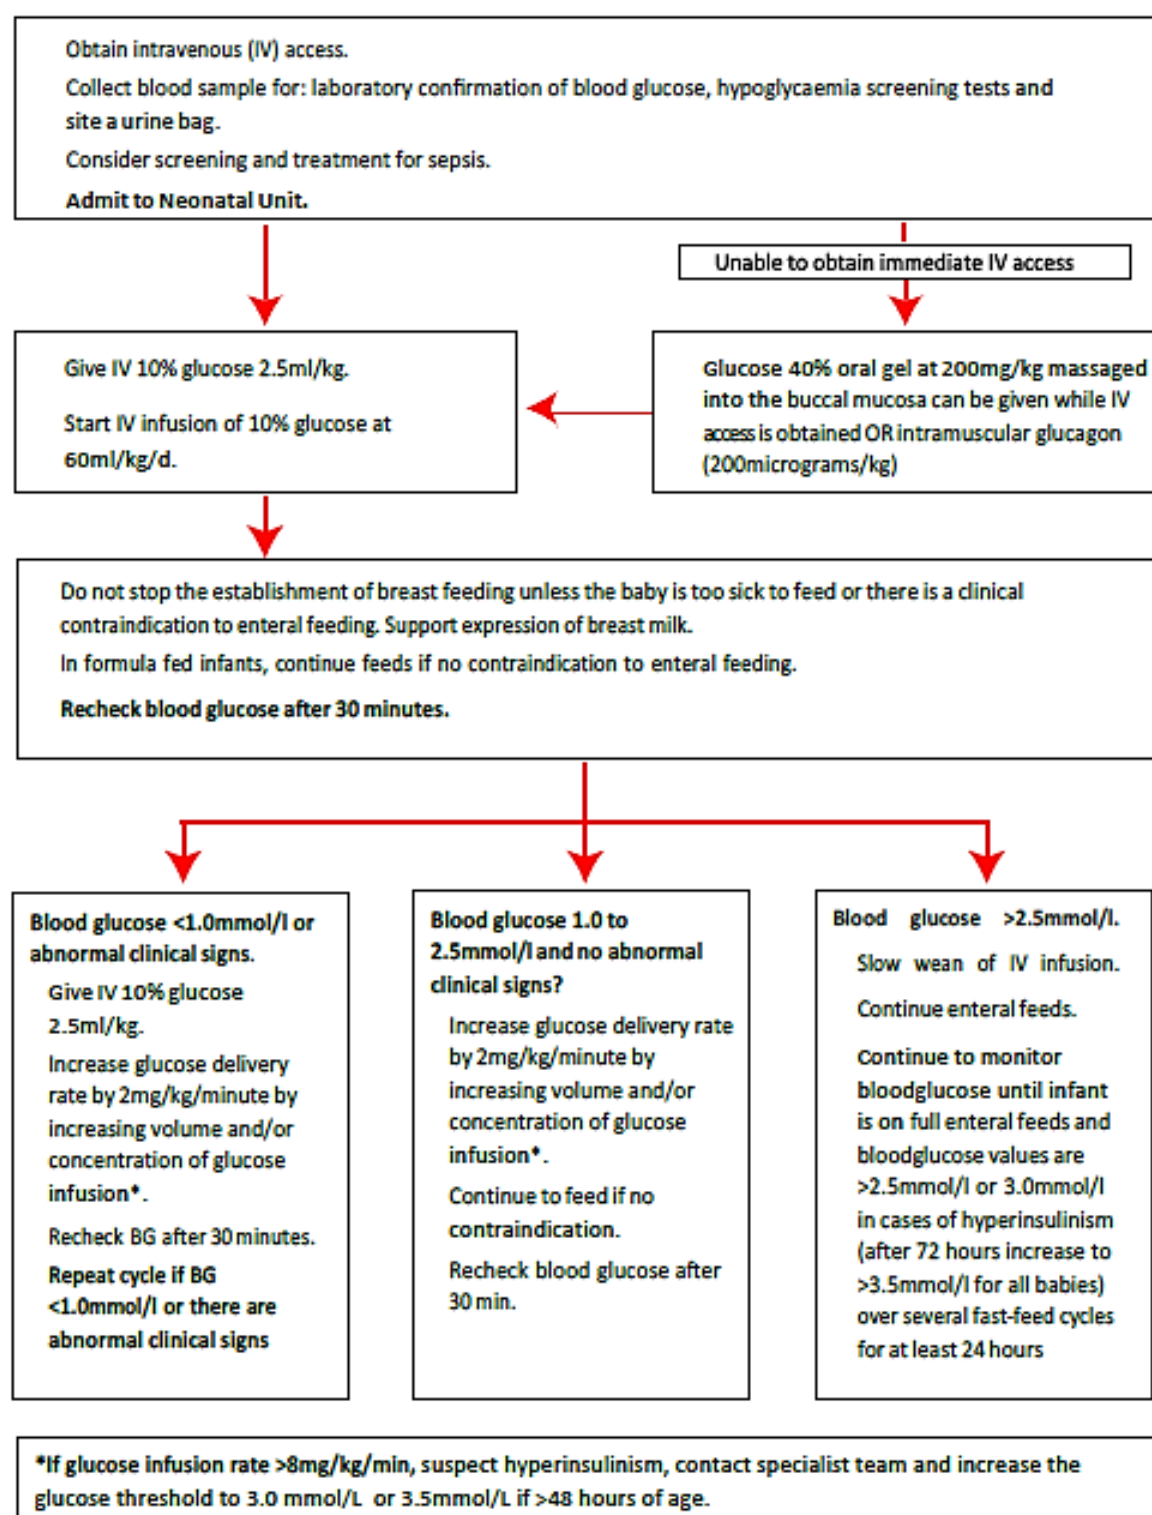 Obtain intravenous (IV) access.
Collect blood sample for: laboratory confirmation of blood glucose, hypoglycaemia screening tests and
site a urine bag.
Consider screening and treatment for sepsis.
Admit to Neonatal Unit.
Unable to obtain immediate IV access
Give IV 10% glucose 2.5ml/kg.
Start IV infusion of 10% glucose at
60ml/kg/d.
Glucose 40% oral gel at 200mg/kg massaged
into the buccal mucosa can be given while IV
access is obtained OR intramuscular glucagon
(200micrograms/kg)
Do not stop the establishment of breast feeding unless the baby is too sick to feed or there is a clinical
contraindication to enteral feeding. Support expression of breast milk.
In formula fed infants, continue feeds if no contraindication to enteral feeding.
Recheck blood glucose after 30 minutes.
Blood glucose <1.0mmol/l or
abnormal clinical signs.
Give IV 10% glucose
2.5ml/kg.
Increase glucose delivery
rate by 2mg/kg/minute by
increasing volume and/or
concentration of glucose
infusion*.
Recheck BG after 30 minutes.
Repeat cycle if BG
<1.0mmol/l or there are
abnormal clinical signs
Blood glucose 1.0 to
2.5mmol/l and no abnormal
clinical signs?
Increase glucose delivery rate
by 2mg/kg/minute by
increasing volume and/or
concentration of glucose
infusion*.
Continue to feed if no
contraindication.
Recheck blood glucose after
30 min.
Blood glucose >2.5mmol/l.
Slow wean of IV infusion.
Continue enteral feeds.
Continue to monitor
bloodglucose until infant
is on full enteral feeds and
bloodglucose values are
>2.5mmol/l or 3.0mmol/l
in cases of hyperinsulinism
(after 72 hours increase to
>3.5mmol/l for all babies)
over several fast-feed cycles
for at least 24 hours
*If glucose infusion rate >8mg/kg/min, suspect hyperinsulinism, contact specialist team and increase the
glucose threshold to 3.0 mmol/L or 3.5mmol/L if >48 hours of age.